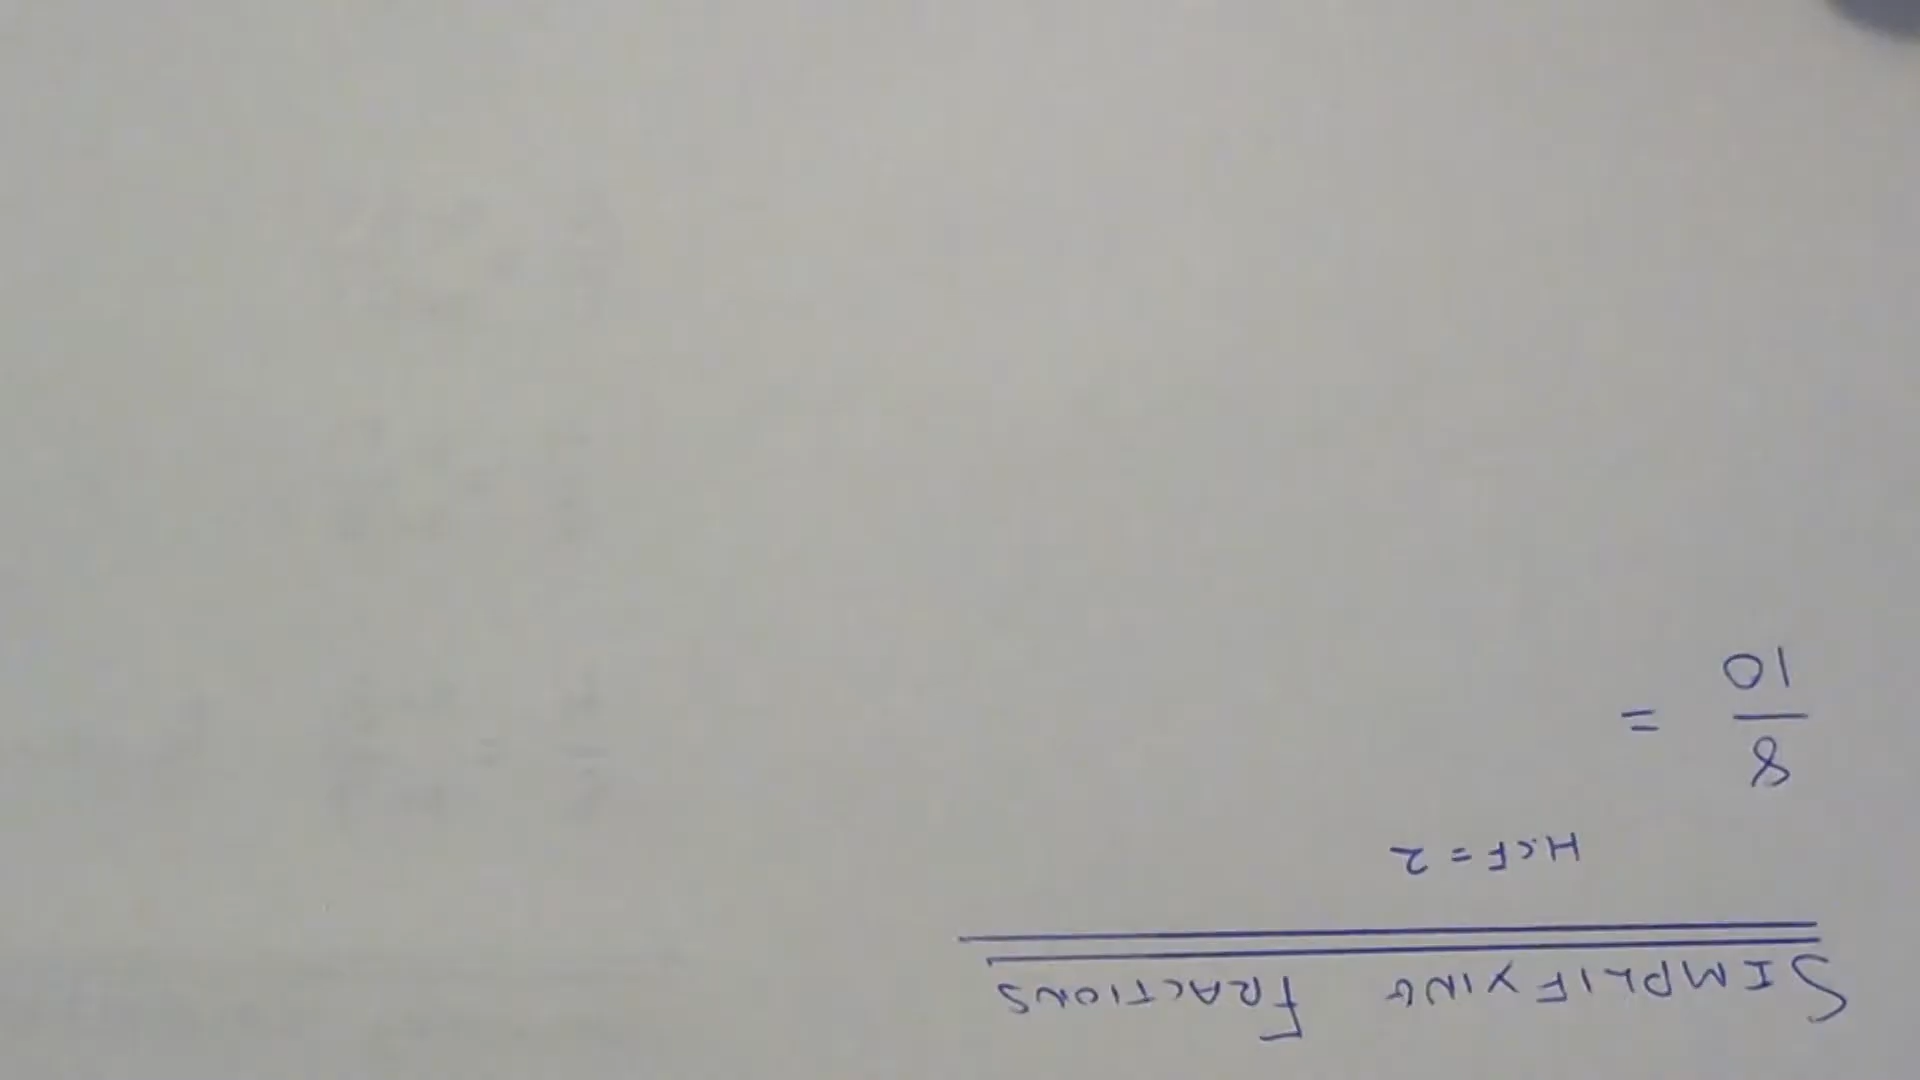 SIMPLIFYING FRACTIONS
H.C.F = 2
8
10 =